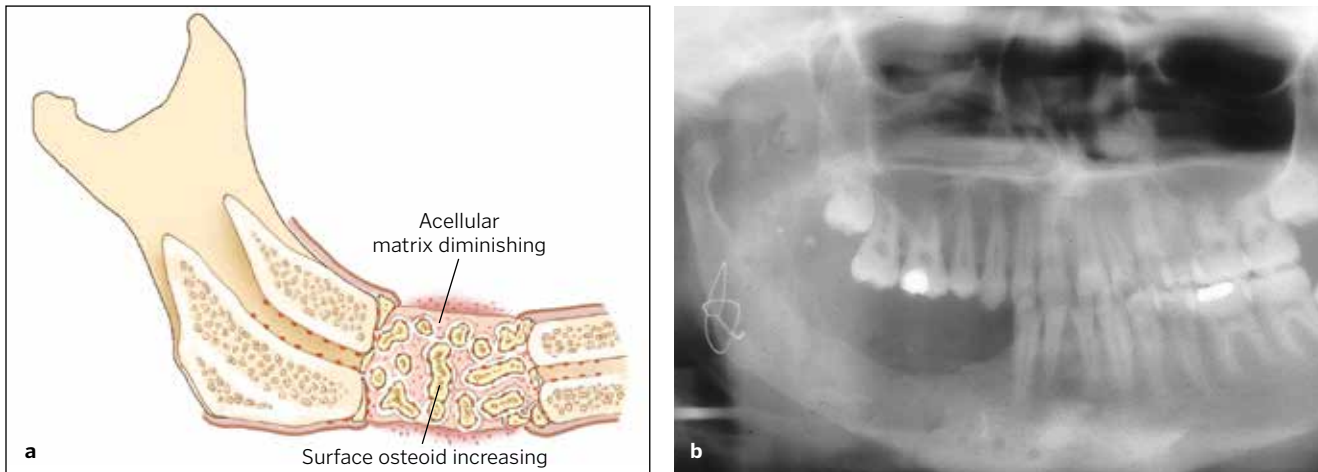 Acellular
matrix diminishing
Surface osteoid increasing
a
b